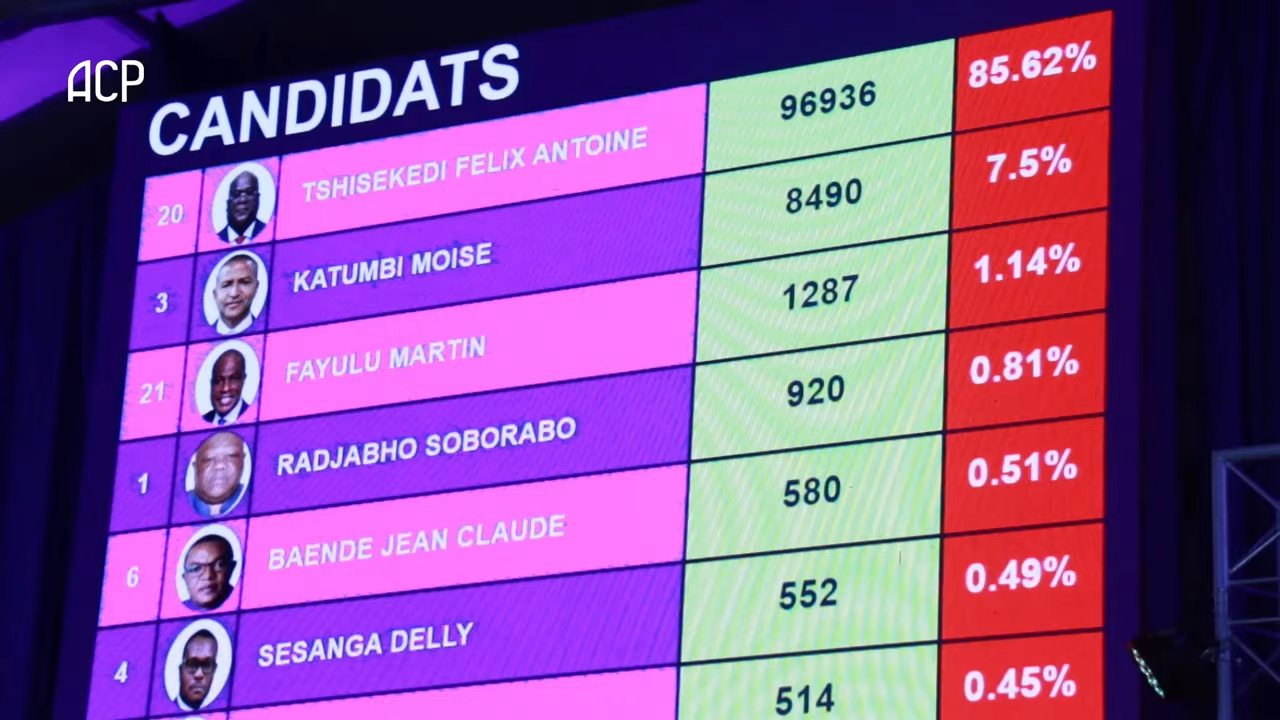 ACP
CANDIDATS
20 TSHISEKEDI FELIX ANTOINE 96936 85.62%
3 KATUMBI MOISE 8490 7.5%
21 FAYULU MARTIN 1287 1.14%
1 RADJABHO SOBORABO 920 0.81%
6 BAENDE JEAN CLAUDE 580 0.51%
4 SESANGA DELLY 552 0.49%
514 0.45%